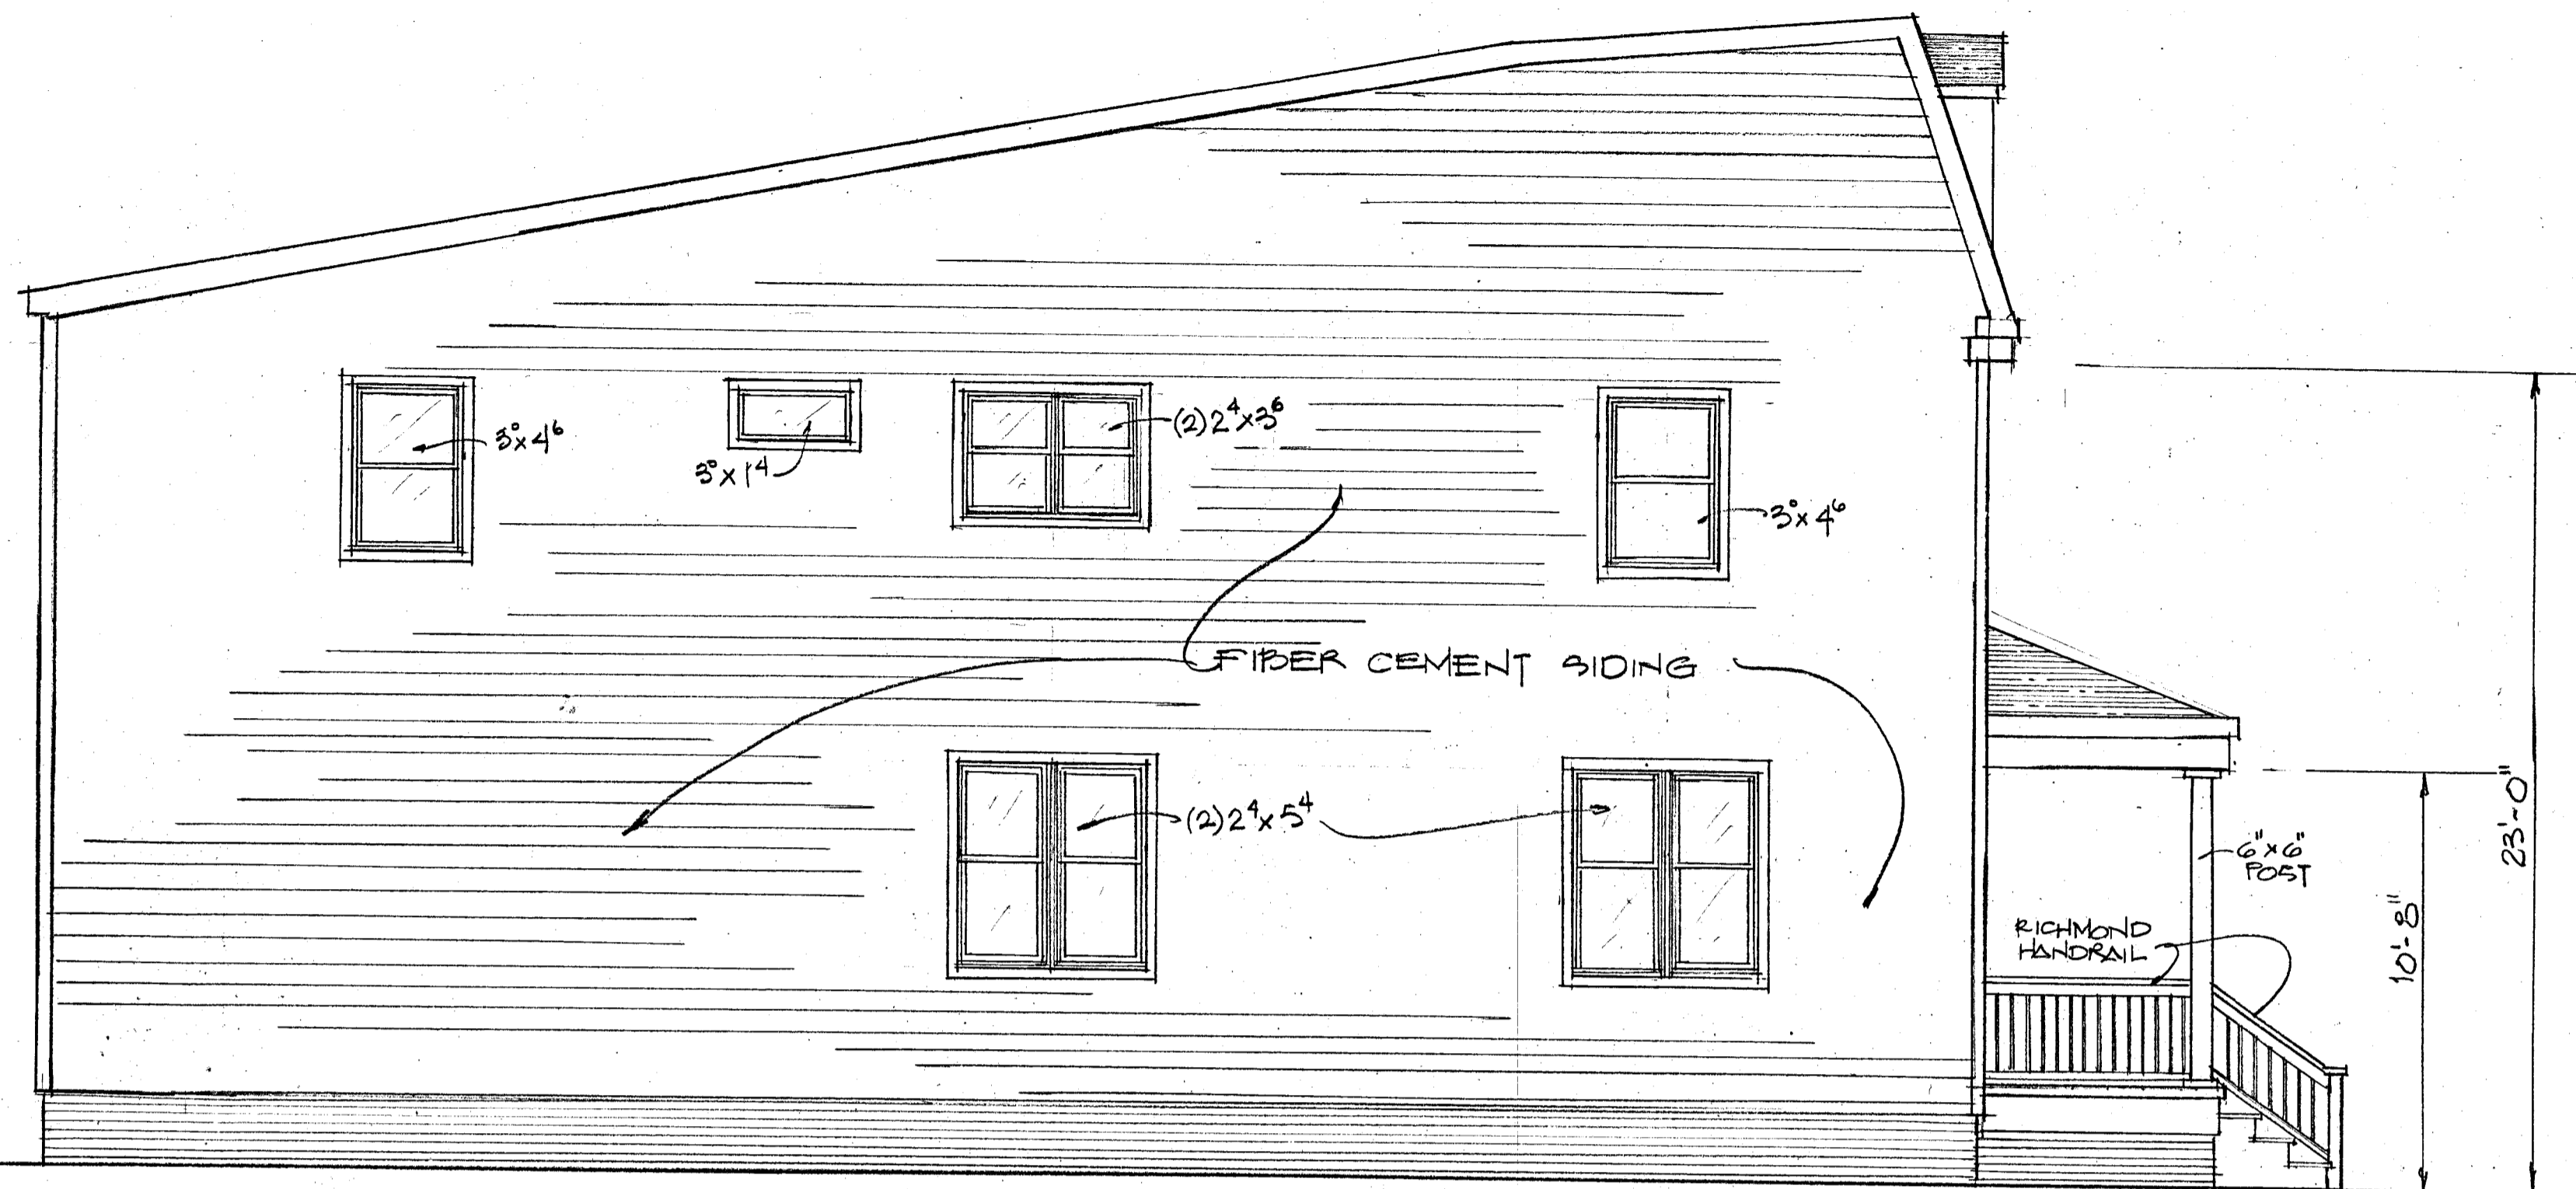 3⁰x4⁶
3⁰x1⁴
(2)2⁴x3⁶
3⁰x4⁶
FIBER CEMENT SIDING
(2)2⁴x5⁴
6"x6"
POST
RICHMOND
HANDRAIL
10'-8"
23'-0"